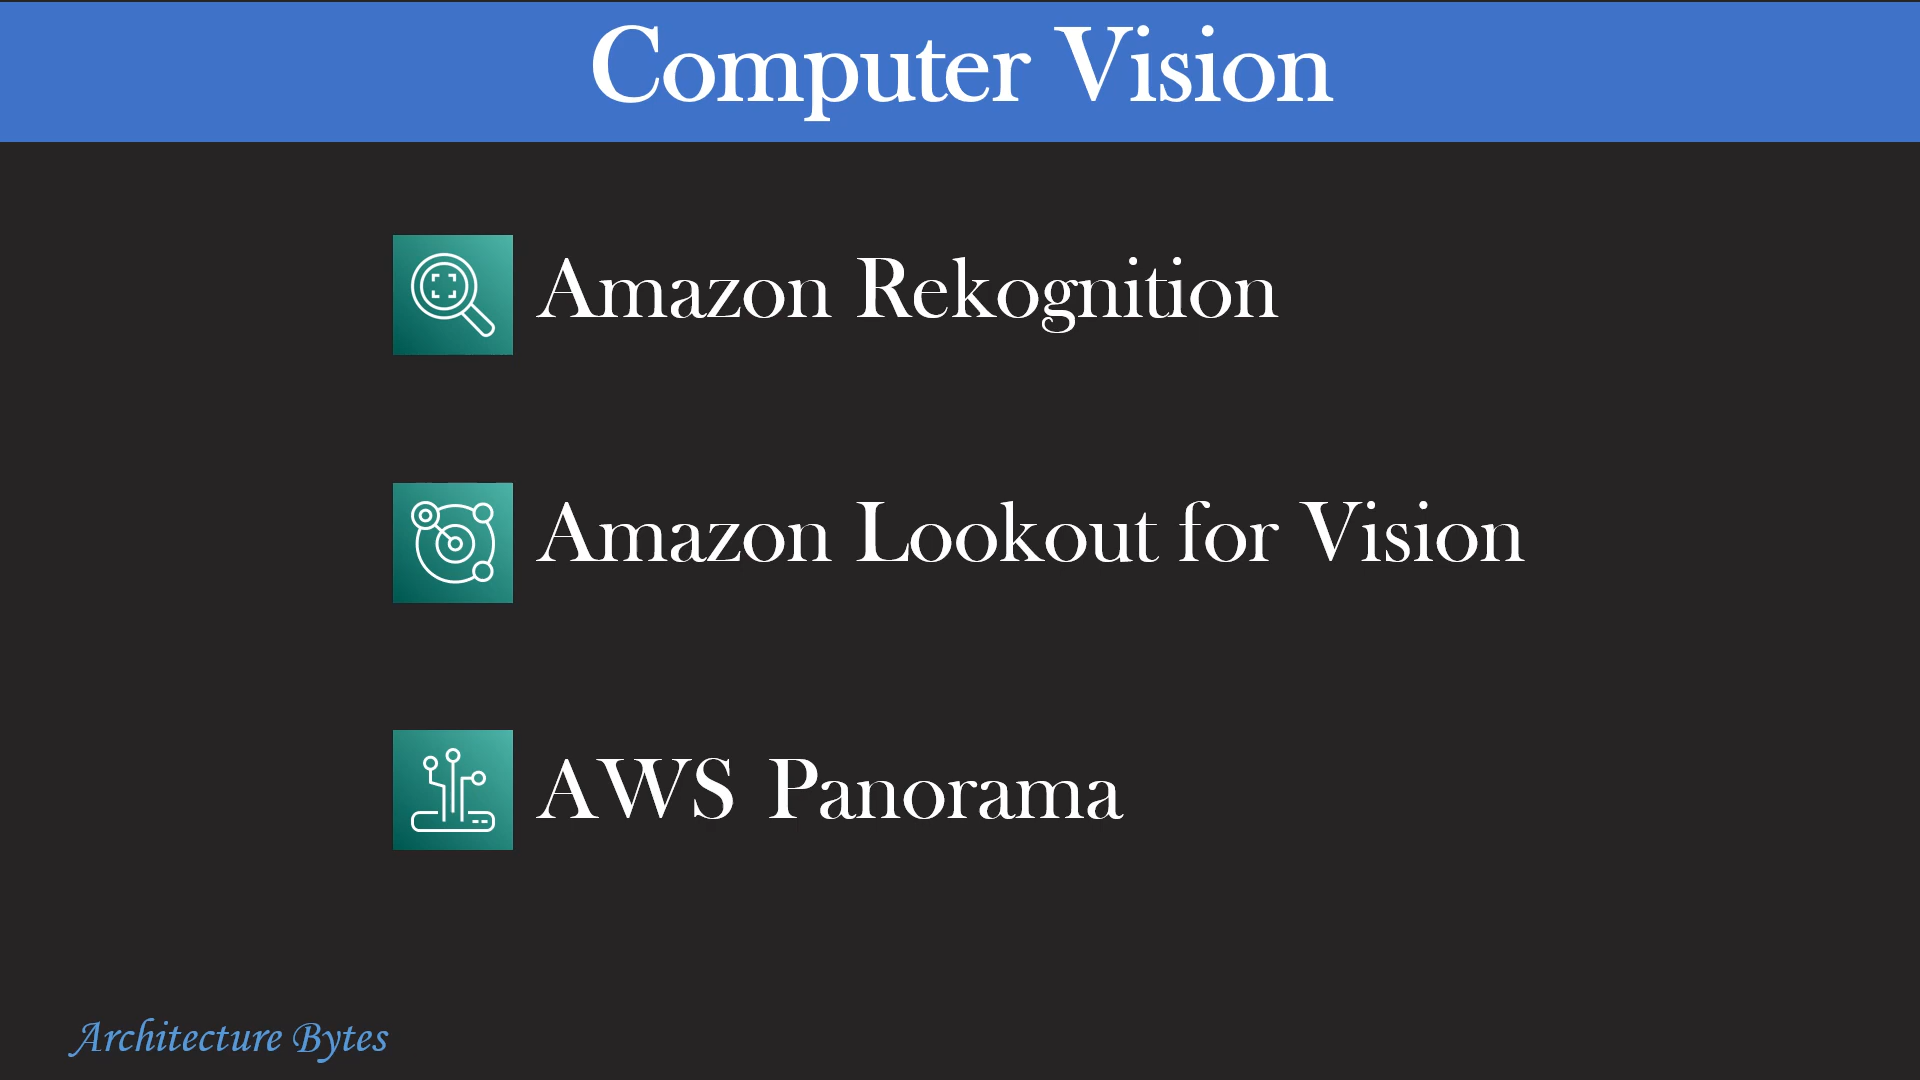 Computer Vision
Amazon Rekognition
Amazon Lookout for Vision
AWS Panorama
Architecture Bytes